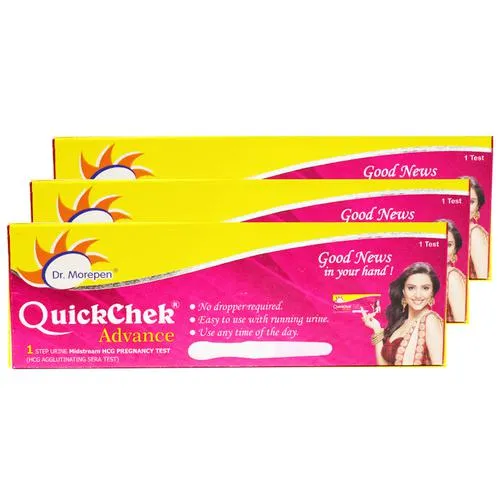 Good News
1 Test
Good News
1 Test
Dr. Morepen®
Good News
in your hand !
1 Test
QuickChek®
Advance
• No dropper required.
• Easy to use with running urine.
• Use any time of the day.
1 STEP URINE Midstream HCG PREGNANCY TEST
(HCG AGGLUTINATING SERA TEST)